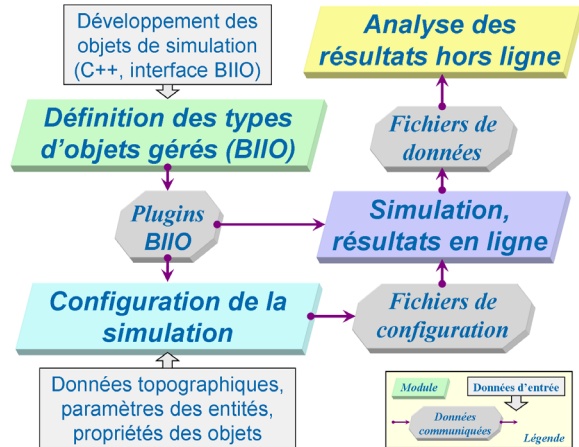 Développement des
objets de simulation
(C++, interface BIIO)
Analyse des
résultats hors ligne
Définition des types
d'objets gérés (BIIO)
Fichiers de
données
Plugins
BIIO
Simulation,
résultats en ligne
Configuration de la
simulation
Fichiers de
configuration
Données topographiques,
paramètres des entités,
propriétés des objets
Module
Données d'entrée
Données
communiquées
Légende